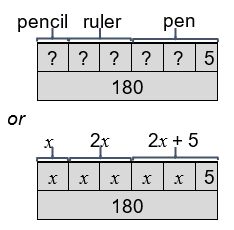 pencil ruler pen
? ? ? ? ? 5
180
or
x 2x 2x + 5
x x x x x 5
180